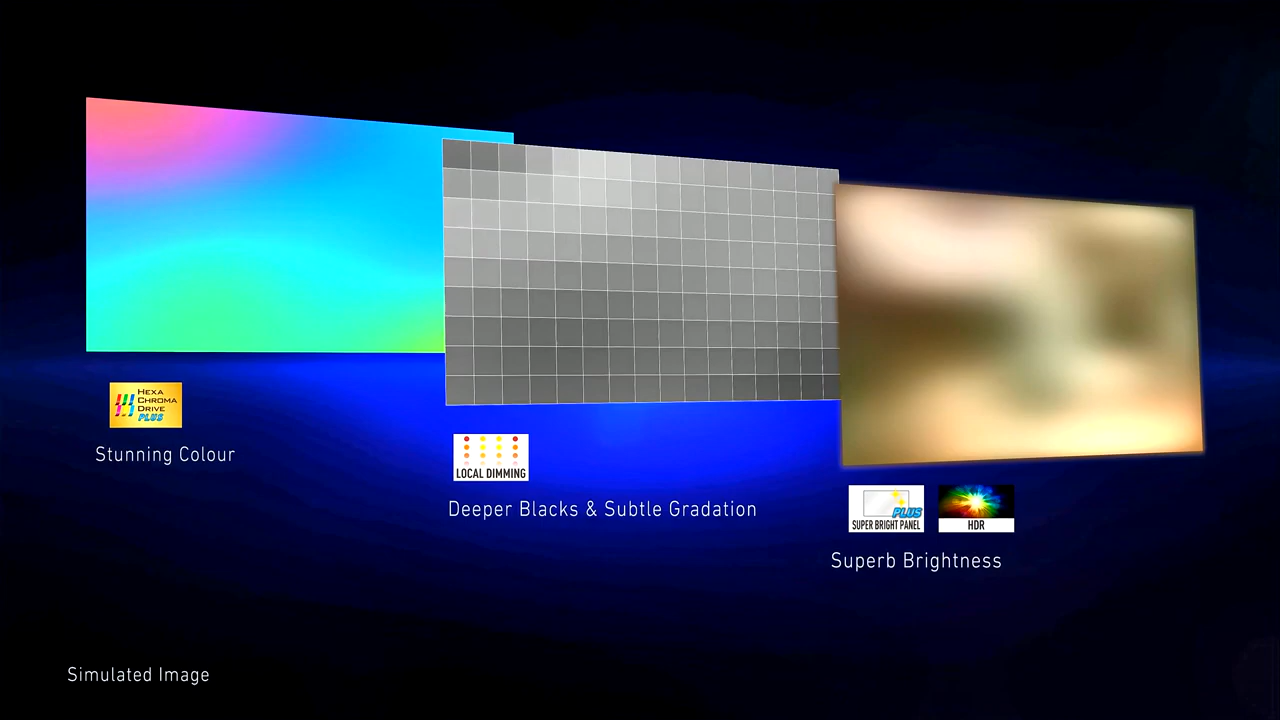 HEXA
CHROMA
DRIVE
PLUS
Stunning Colour
LOCAL DIMMING
Deeper Blacks & Subtle Gradation
PLUS
SUPER BRIGHT PANEL
HDR
Superb Brightness
Simulated Image